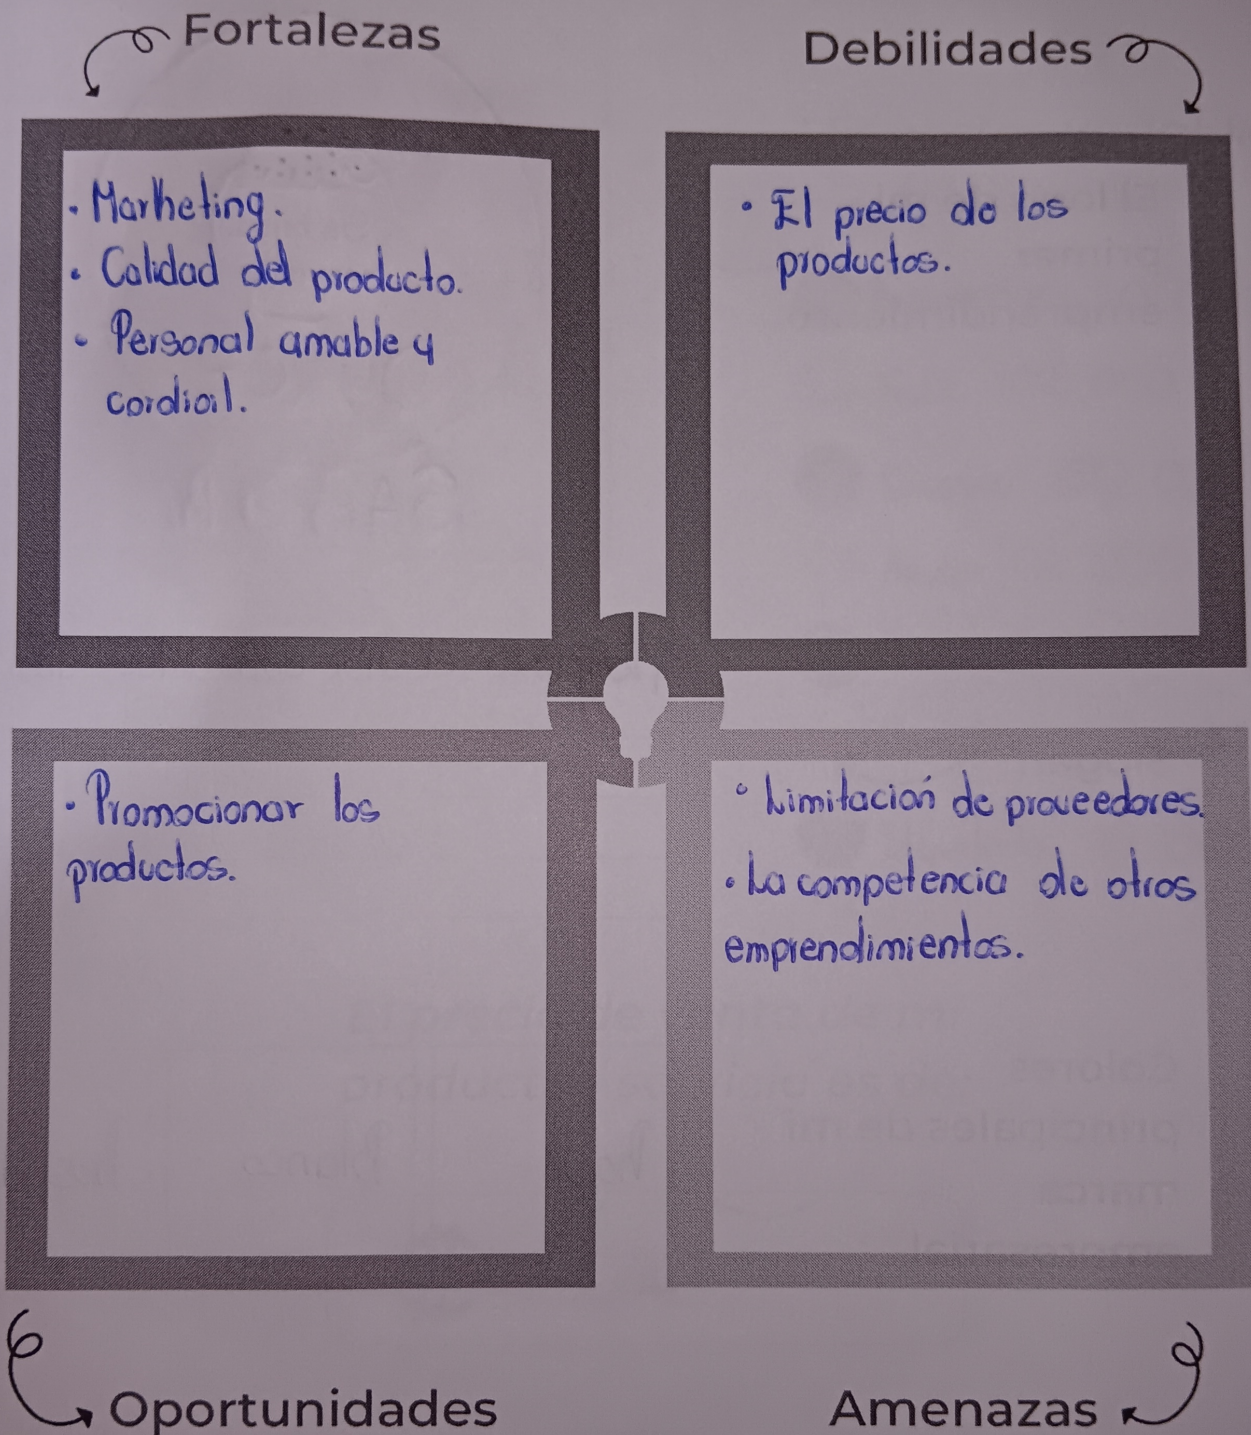 Fortalezas
Debilidades
• Marketing.
• Calidad del producto.
• Personal amable y
cordial.
• El precio de los
productos.
• Promocionar los
productos.
• Limitación de proveedores.
• La competencia de otros
emprendimientos.
Oportunidades
Amenazas